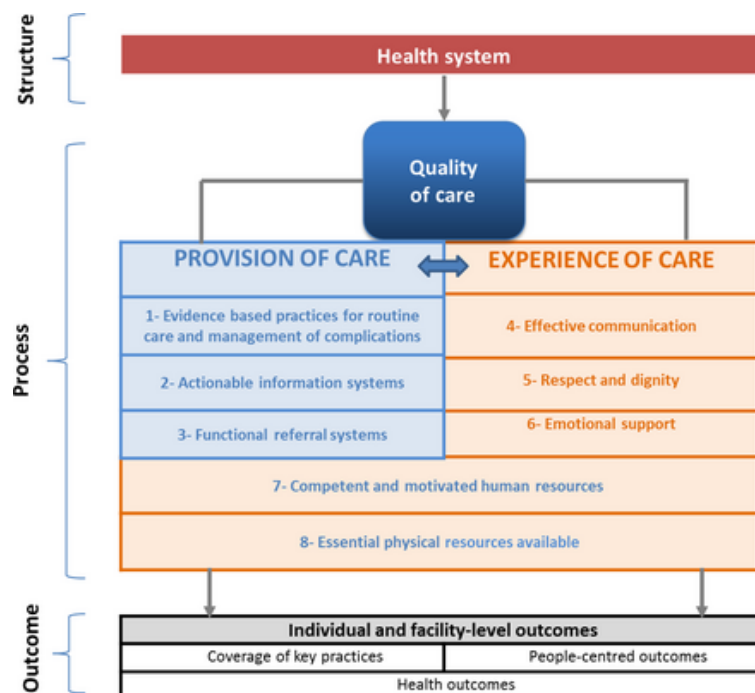 Structure
Health system
Process
Quality
of care
PROVISION OF CARE
EXPERIENCE OF CARE
1- Evidence based practices for routine
care and management of complications
4- Effective communication
2- Actionable information systems
5- Respect and dignity
3- Functional referral systems
6- Emotional support
7- Competent and motivated human resources
8- Essential physical resources available
Outcome
Individual and facility-level outcomes
Coverage of key practices
People-centred outcomes
Health outcomes